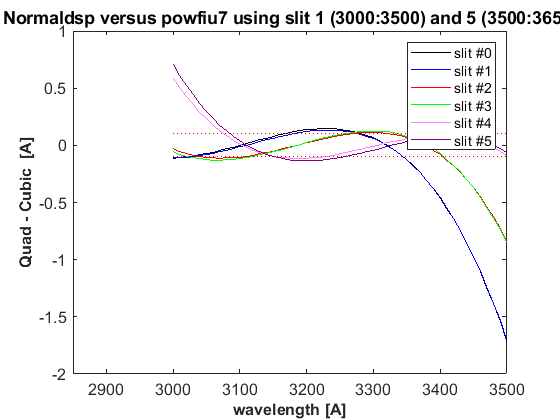 Normaldsp versus powfiu7 using slit 1 (3000:3500) and 5 (3500:365
1
0.5
0
-0.5
-1
-1.5
-2
Quad - Cubic [A]
slit #0
slit #1
slit #2
slit #3
slit #4
slit #5
2900 3000 3100 3200 3300 3400 3500
wavelength [A]